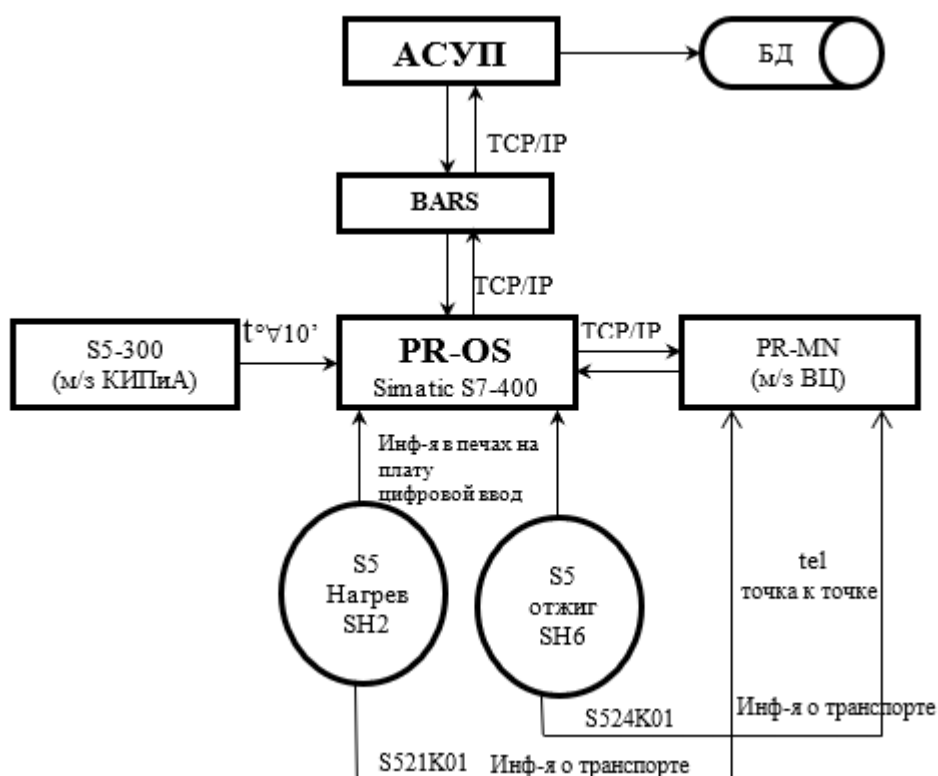 АСУП
БД
TCP/IP
BARS
TCP/IP
S5-300
(м/з КИПиА)
t°∀10’
PR-OS
Simatic S7-400
TCP/IP
PR-MN
(м/з ВЦ)
Инф-я в печах на
плату
цифровой ввод
S5
Нагрев
SH2
S5
отжиг
SH6
tel
точка к точке
S524K01
Инф-я о транспорте
S521K01
Инф-я о транспорте